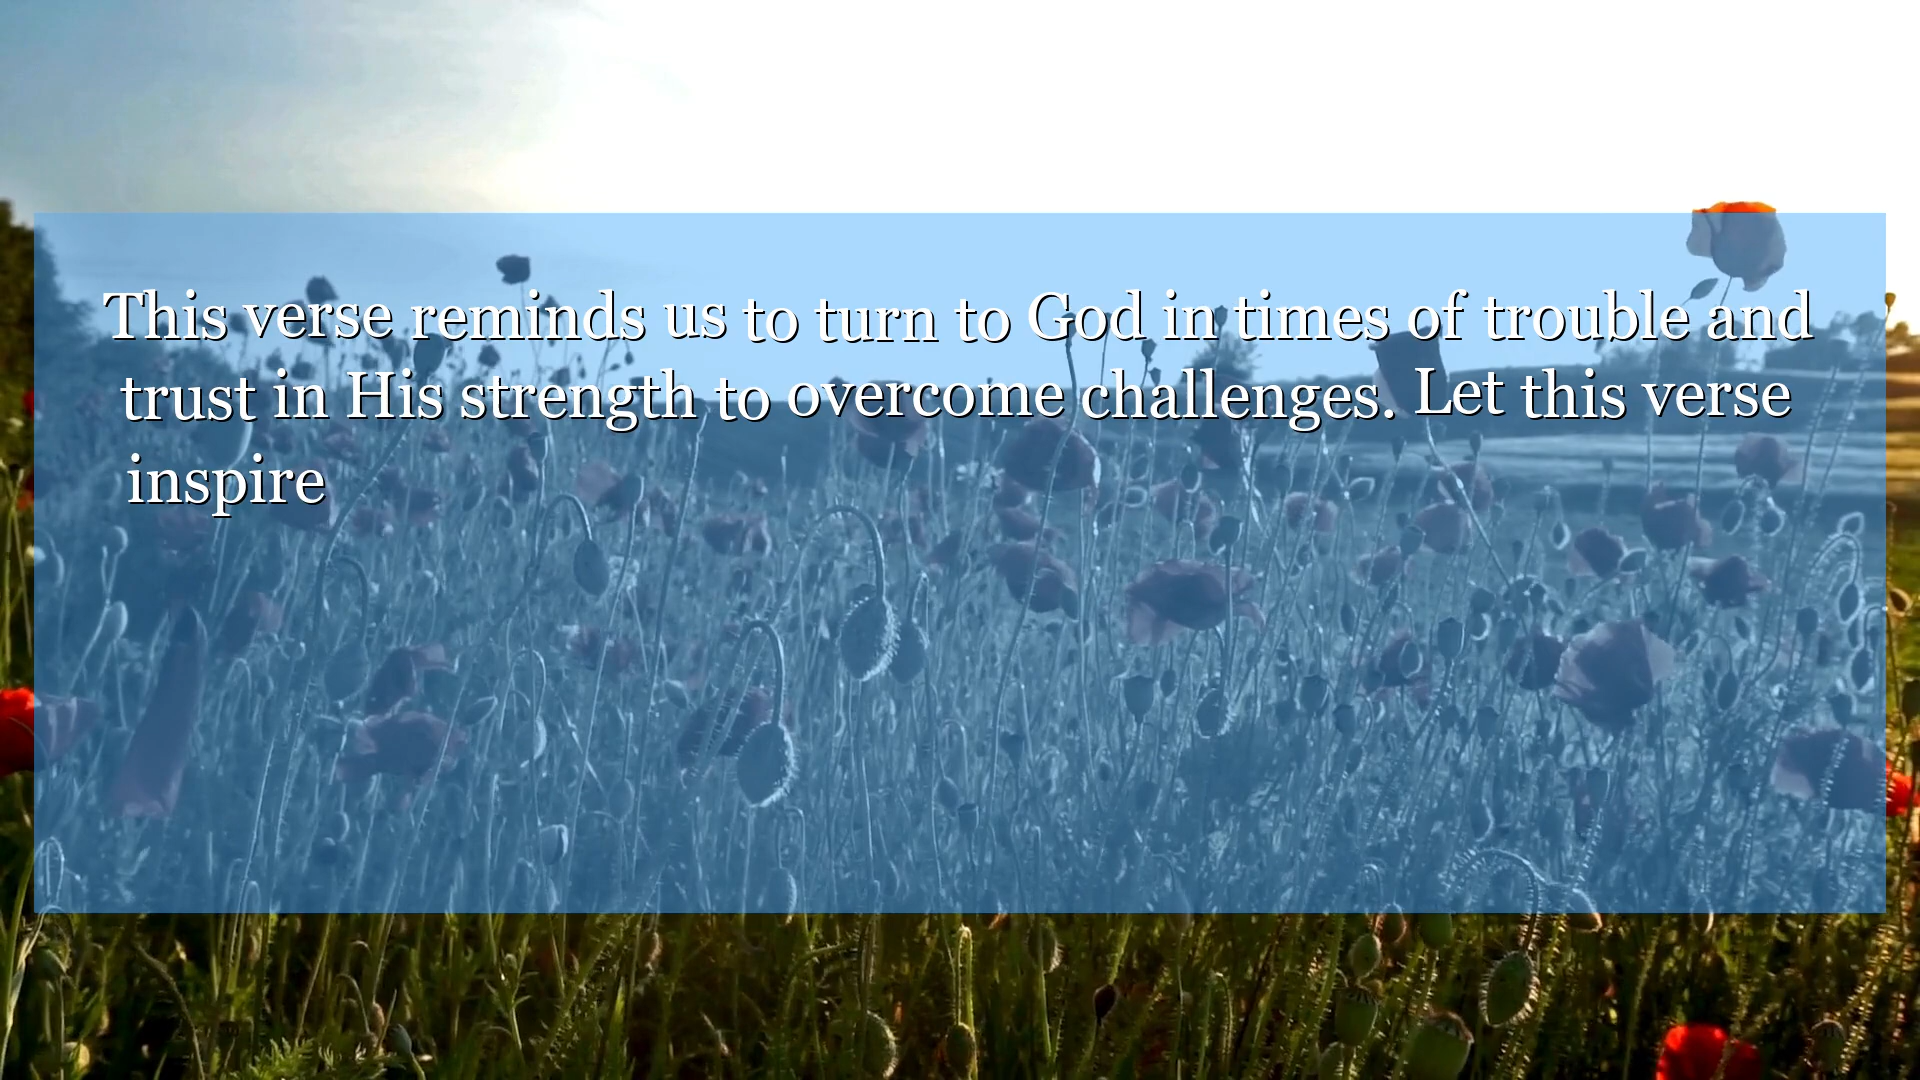 This verse reminds us to turn to God in times of trouble and
trust in His strength to overcome challenges. Let this verse
inspire